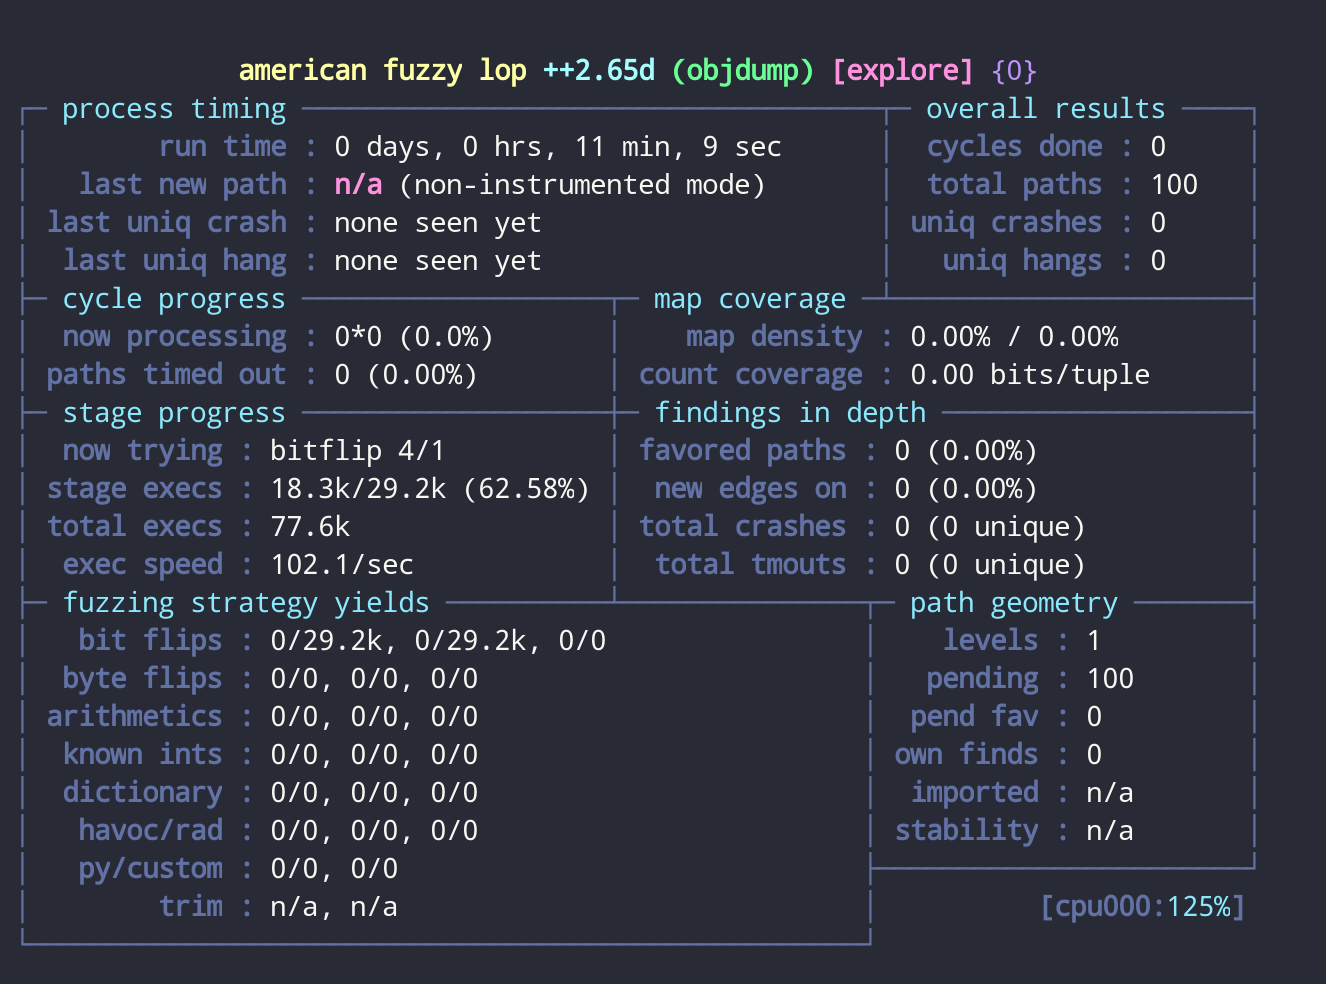 american fuzzy lop ++2.65d (objdump) [explore] {0}
process timing overall results
run time : 0 days, 0 hrs, 11 min, 9 sec cycles done : 0
last new path : n/a (non-instrumented mode) total paths : 100
last uniq crash : none seen yet uniq crashes : 0
last uniq hang : none seen yet uniq hangs : 0
cycle progress map coverage
now processing : 0*0 (0.0%) map density : 0.00% / 0.00%
paths timed out : 0 (0.00%) count coverage : 0.00 bits/tuple
stage progress findings in depth
now trying : bitflip 4/1 favored paths : 0 (0.00%)
stage execs : 18.3k/29.2k (62.58%) new edges on : 0 (0.00%)
total execs : 77.6k total crashes : 0 (0 unique)
exec speed : 102.1/sec total tmouts : 0 (0 unique)
fuzzing strategy yields path geometry
bit flips : 0/29.2k, 0/29.2k, 0/0 levels : 1
byte flips : 0/0, 0/0, 0/0 pending : 100
arithmetics : 0/0, 0/0, 0/0 pend fav : 0
known ints : 0/0, 0/0, 0/0 own finds : 0
dictionary : 0/0, 0/0, 0/0 imported : n/a
havoc/rad : 0/0, 0/0, 0/0 stability : n/a
py/custom : 0/0, 0/0
trim : n/a, n/a [cpu000:125%]